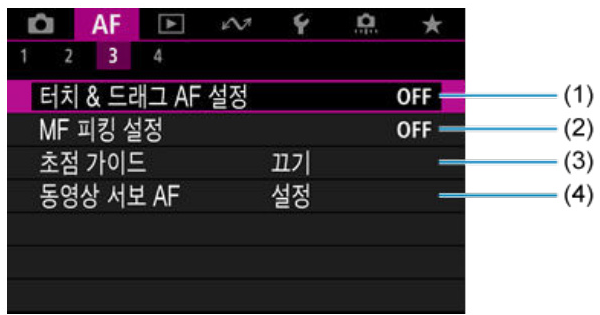 AF
1 2 3 4
터치 & 드래그 AF 설정 OFF (1)
MF 피킹 설정 OFF (2)
초점 가이드 끄기 (3)
동영상 서보 AF 설정 (4)